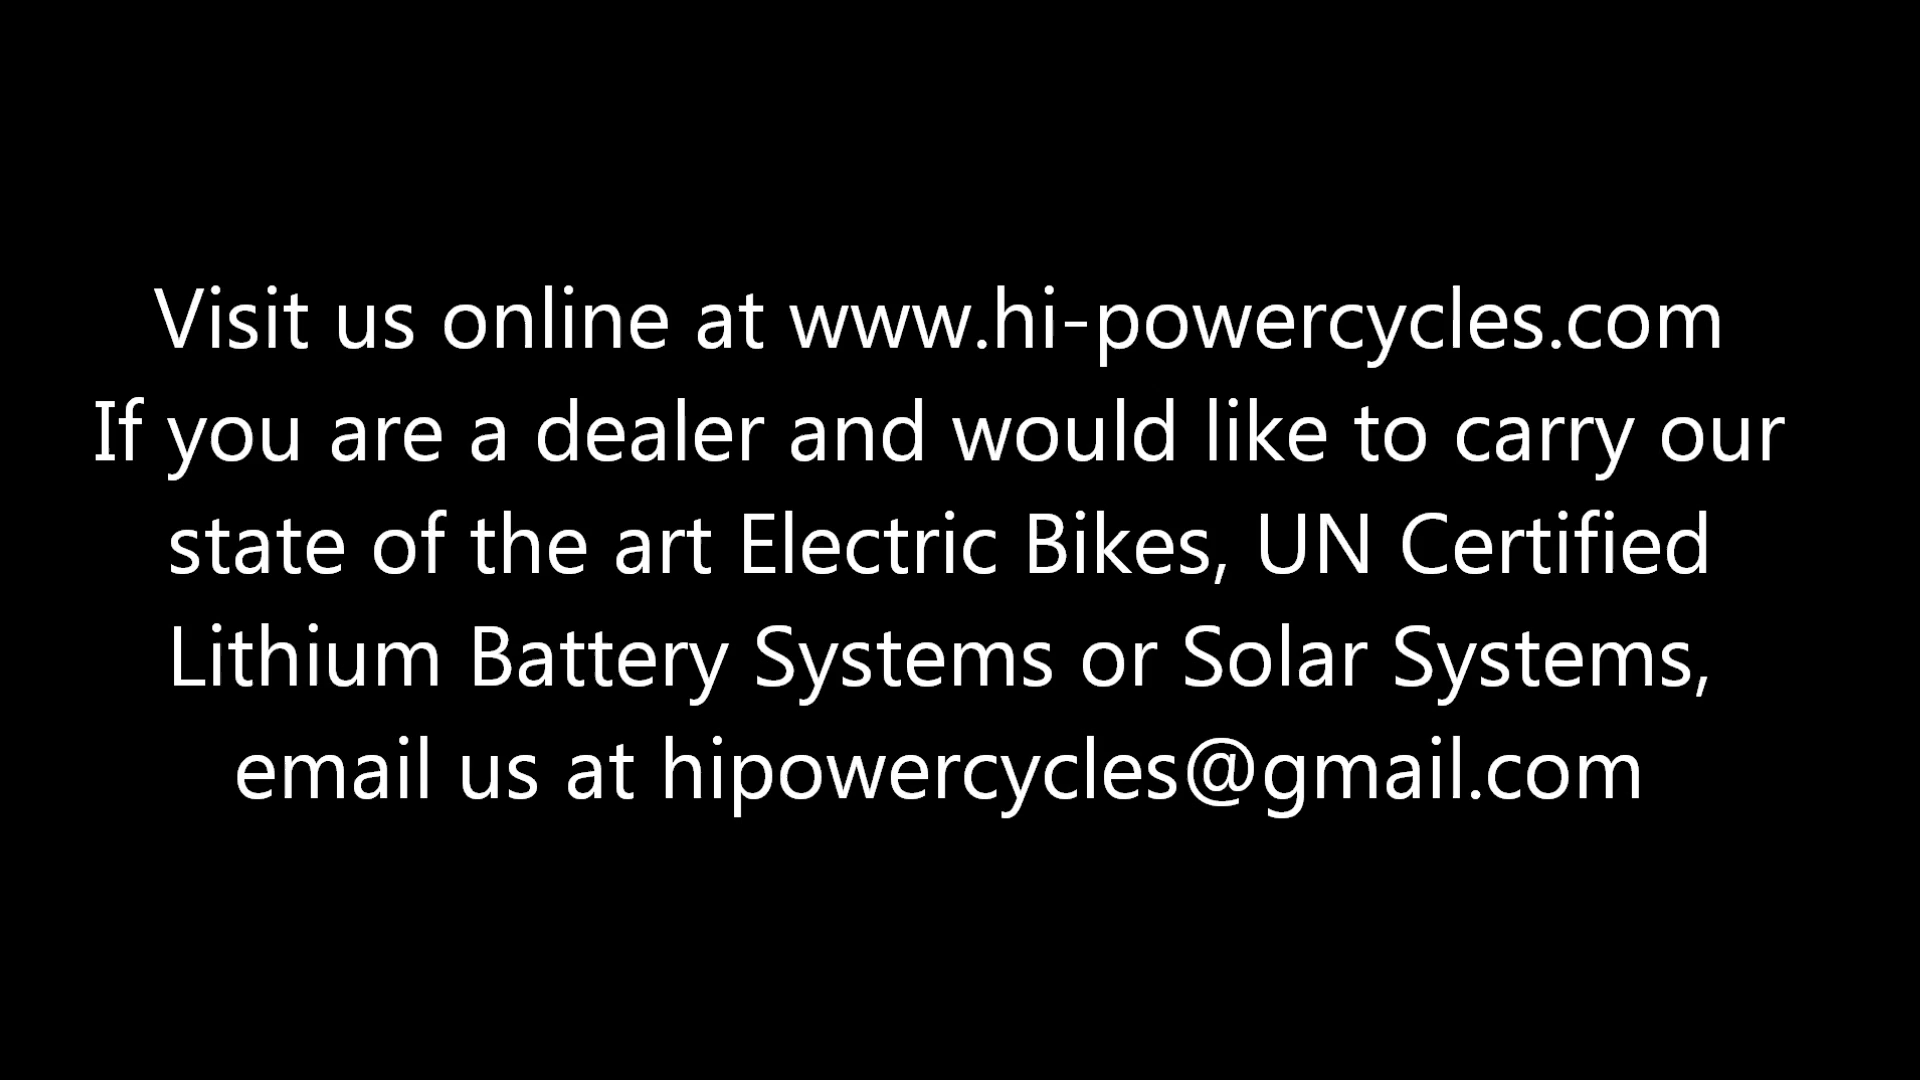 Visit us online at www.hi-powercycles.com
If you are a dealer and would like to carry our
state of the art Electric Bikes, UN Certified
Lithium Battery Systems or Solar Systems,
email us at hipowercycles@gmail.com